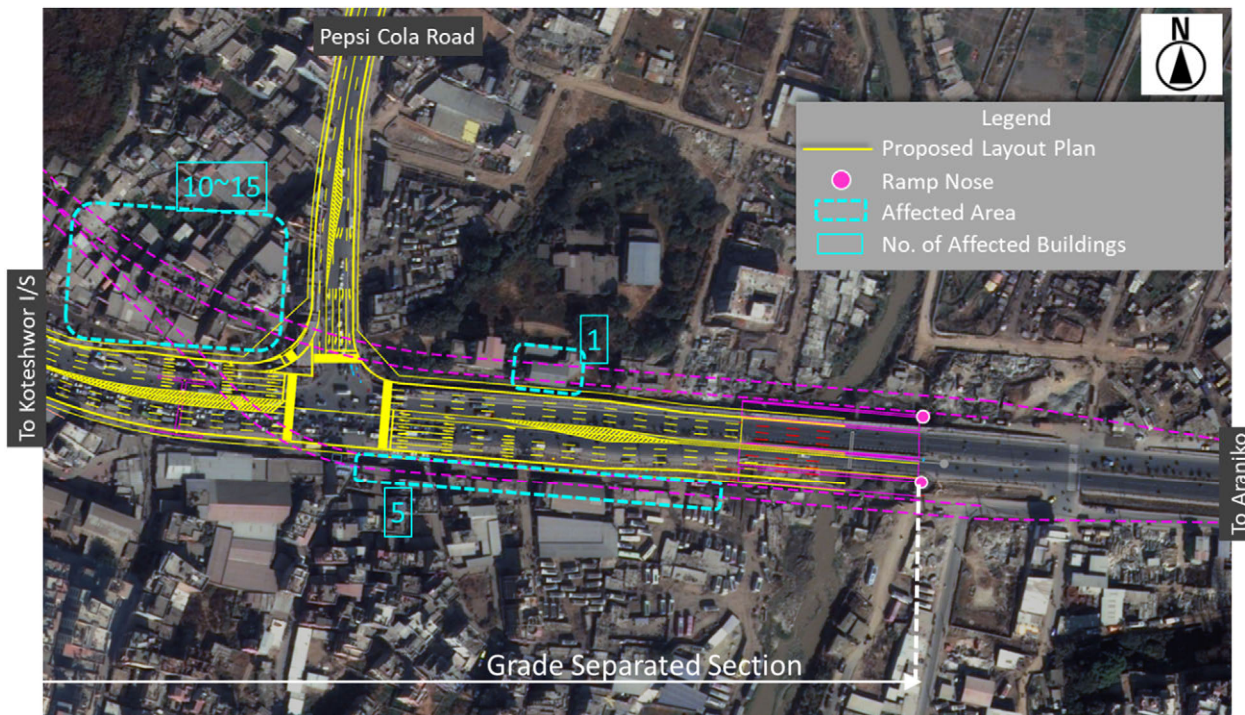 Pepsi Cola Road
N
Legend
Proposed Layout Plan
Ramp Nose
Affected Area
No. of Affected Buildings
10~15
To Koteshwor I/S
1
5
To Araniko
Grade Separated Section